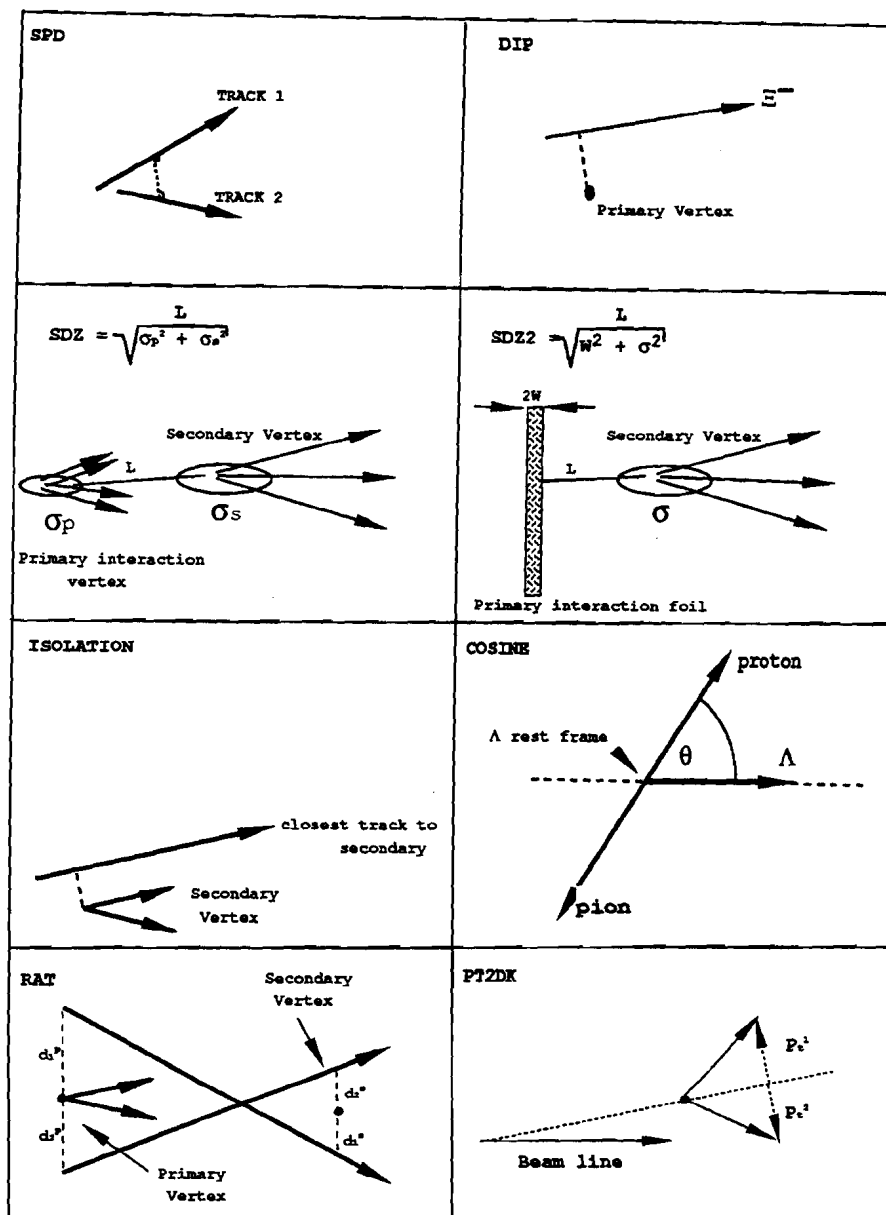 SPD
TRACK 1
TRACK 2
DIP
Ξ⁻
Primary Vertex
SDZ = L / √(σp² + σs²)
Secondary Vertex
L
σp
σs
Primary interaction
vertex
SDZ2 = L / √(W² + σ²)
2W
Secondary Vertex
L
σ
Primary interaction foil
ISOLATION
closest track to
secondary
Secondary
Vertex
COSINE
proton
Λ rest frame
θ
Λ
pion
RAT
Secondary
Vertex
Primary
Vertex
PT2DK
Pt¹
Pt²
Beam line